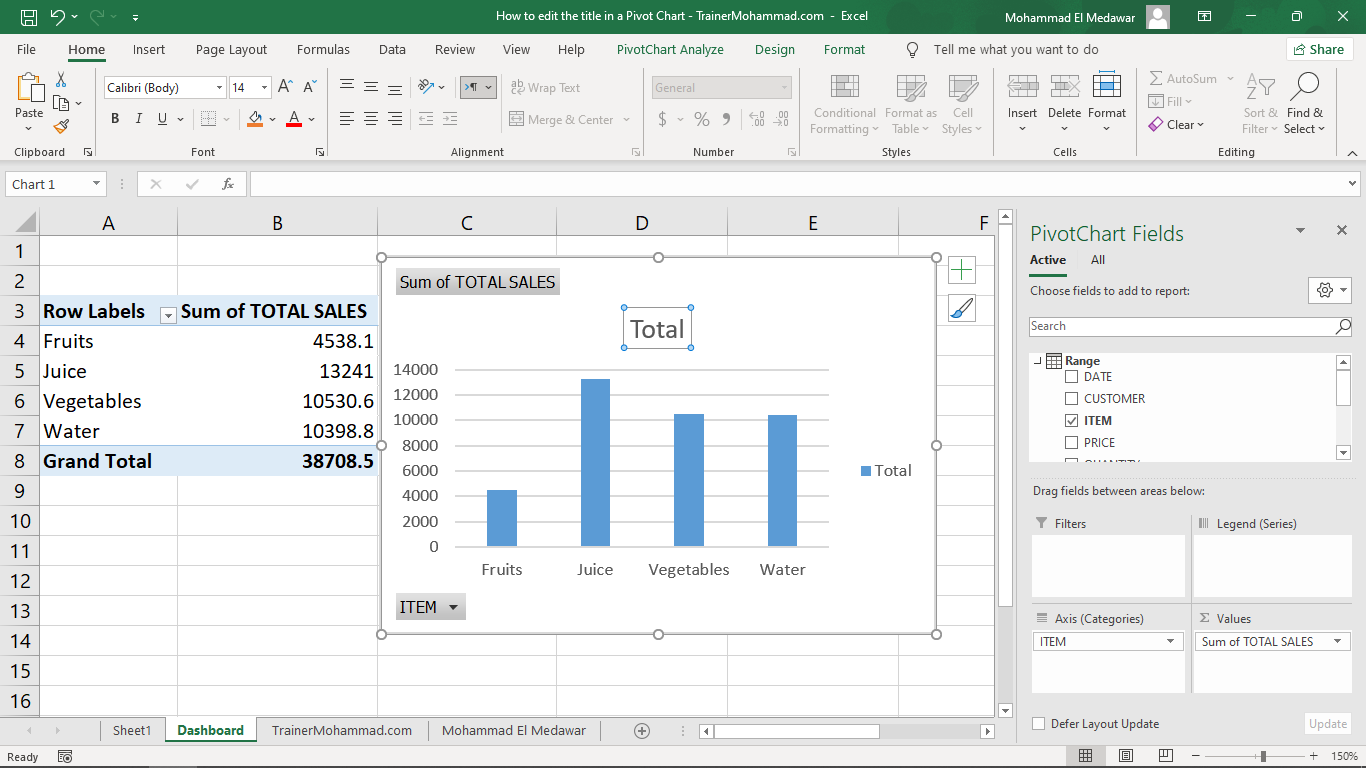 How to edit the title in a Pivot Chart - TrainerMohammad.com - Excel
Mohammad El Medawar
File Home Insert Page Layout Formulas Data Review View Help PivotChart Analyze Design Format Tell me what you want to do Share
Paste
Calibri (Body) 14
B I U
Wrap Text
Merge & Center
General
$ % 9
Conditional Formatting
Format as Table
Cell Styles
Insert Delete Format
AutoSum
Fill
Clear
Sort & Filter
Find & Select
Clipboard Font Alignment Number Styles Cells Editing
Chart 1
fx
A B C D E F
1
2
3 Row Labels Sum of TOTAL SALES
4 Fruits 4538.1
5 Juice 13241
6 Vegetables 10530.6
7 Water 10398.8
8 Grand Total 38708.5
9
10
11
12
13
14
15
16
Sum of TOTAL SALES
Total
14000
12000
10000
8000
6000
4000
2000
0
Fruits Juice Vegetables Water
Total
ITEM
PivotChart Fields
Active All
Choose fields to add to report:
Search
Range
DATE
CUSTOMER
ITEM
PRICE
Drag fields between areas below:
Filters
Legend (Series)
Axis (Categories)
Values
ITEM
Sum of TOTAL SALES
Defer Layout Update
Update
Sheet1 Dashboard TrainerMohammad.com Mohammad El Medawar
Ready
150%